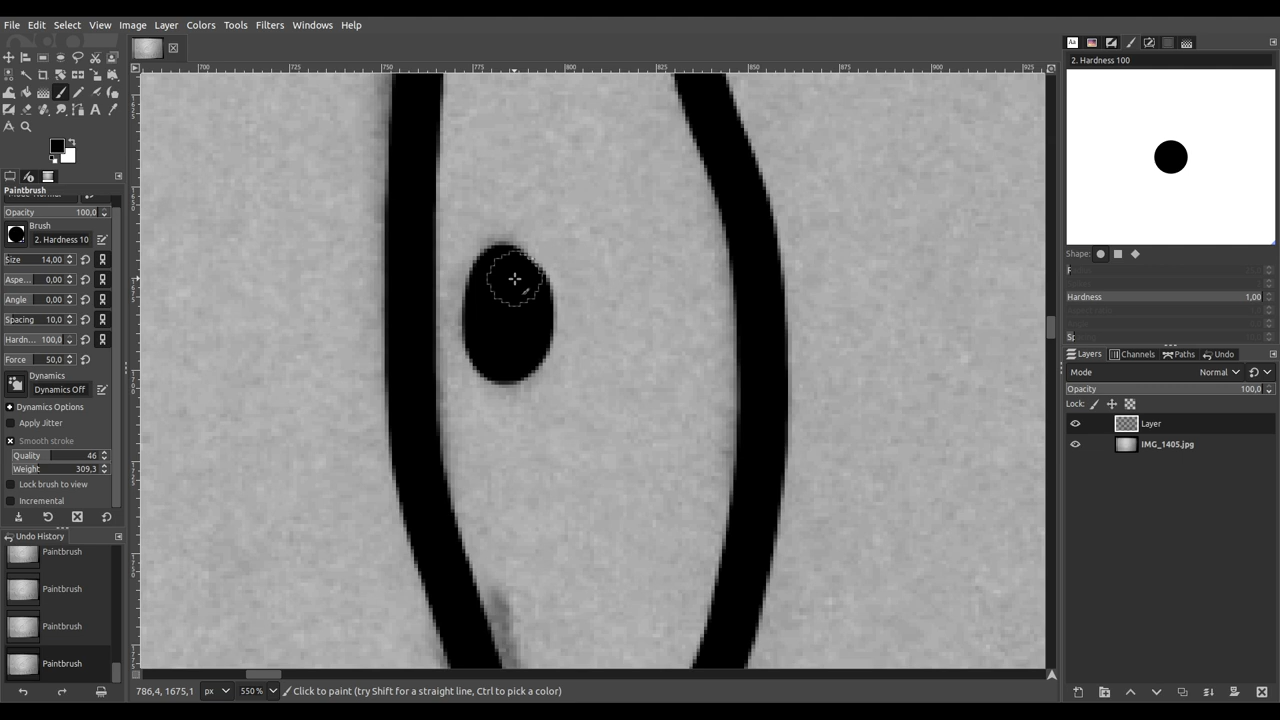 File Edit Select View Image Layer Colors Tools Filters Windows Help
700 725 750 775 800 825 850 875 900 925
Paintbrush
Opacity 100,0
Brush
2. Hardness 10
Size 14,00
Aspe... 0,00
Angle 0,00
Spacing 10,0
Hardn... 100,0
Force 50,0
Dynamics
Dynamics Off
Dynamics Options
Apply Jitter
Smooth stroke
Quality 46
Weight 309,3
Lock brush to view
Incremental
Undo History
Paintbrush
Paintbrush
Paintbrush
Paintbrush
786,4, 1675,1 px 550 % Click to paint (try Shift for a straight line, Ctrl to pick a color)
2. Hardness 100
Shape:
Hardness 1,00
Layers Channels Paths Undo
Mode Normal
Opacity 100,0
Lock:
Layer
IMG_1405.jpg